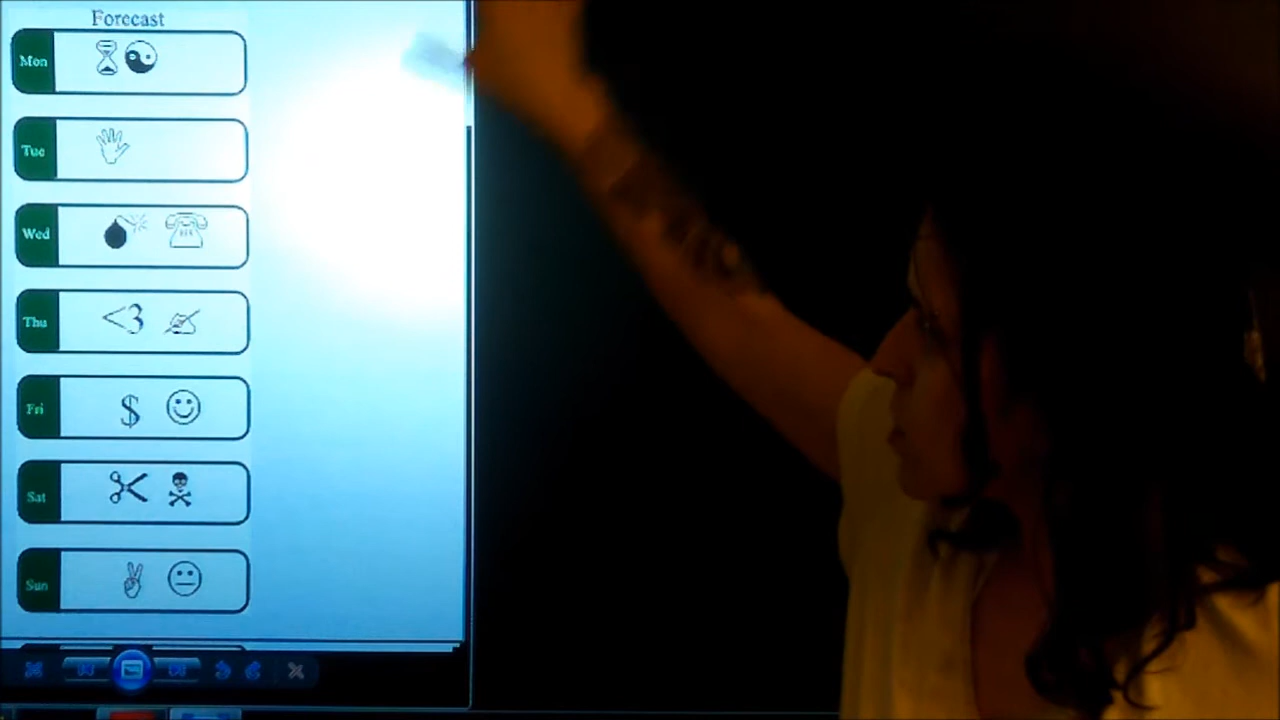 Forecast
Mon
Tue
Wed
Thu <3
Fri $
Sat
Sun